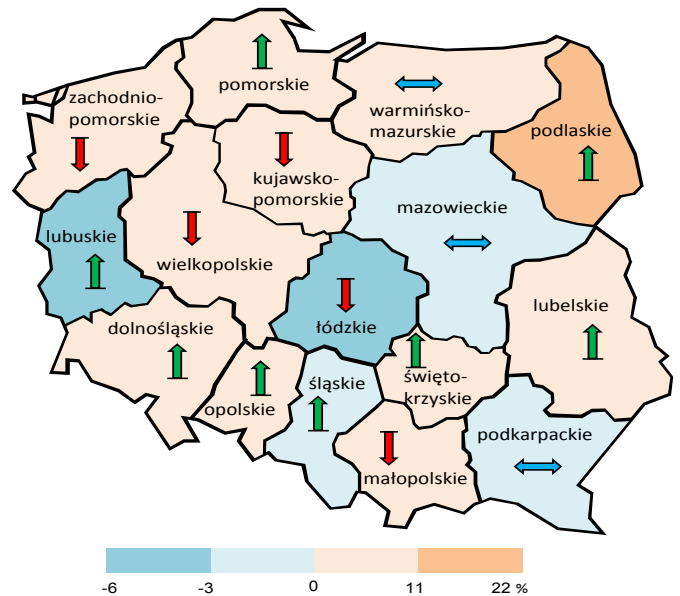 pomorskie
zachodnio-
pomorskie
warmińsko-
mazurskie
podlaskie
kujawsko-
pomorskie
mazowieckie
lubuskie
wielkopolskie
lubelskie
dolnośląskie
łódzkie
śląskie
święto-
krzyskie
opolskie
podkarpackie
małopolskie
-6 -3 0 11 22 %